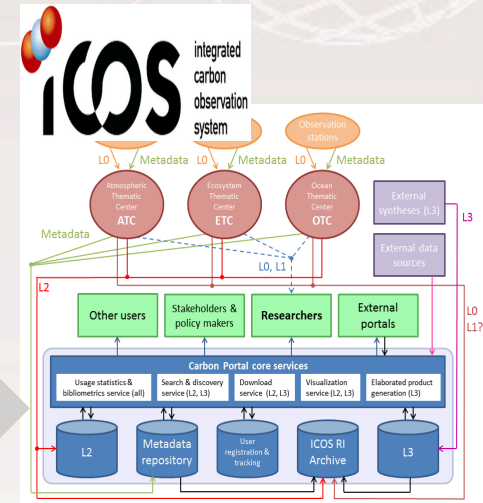 iCOS
integrated
carbon
observation
system
Observation
stations
L0
Metadata
L0
Metadata
L0
Metadata
Atmospheric
Thematic
Center
ATC
Ecosystem
Thematic
Center
ETC
Ocean
Thematic
Center
OTC
External
syntheses (L3)
L3
Metadata
External data
sources
L0, L1
L2
L0
L1?
Other users
Stakeholders &
policy makers
Researchers
External
portals
Carbon Portal core services
Usage statistics &
bibliometrics service (all)
Search & discovery
service (L2, L3)
Download
service (L2, L3)
Visualization
service (L2, L3)
Elaborated product
generation (L3)
L2
Metadata
repository
User
registration &
tracking
ICOS RI
Archive
L3